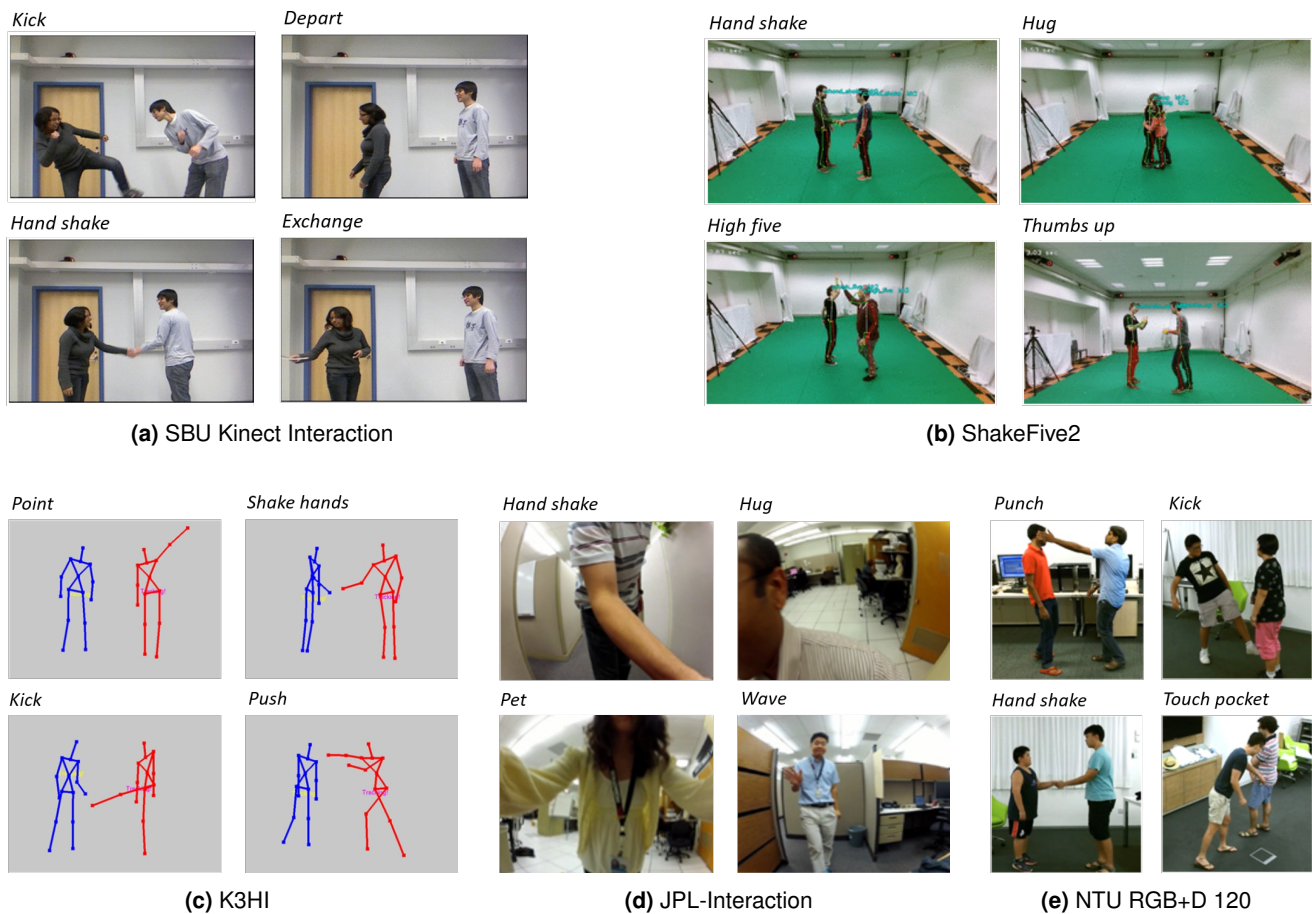 Kick
Depart
Hand shake
Exchange
(a) SBU Kinect Interaction
Hand shake
Hug
High five
Thumbs up
(b) ShakeFive2
Point
Shake hands
Kick
Push
(c) K3HI
Hand shake
Hug
Pet
Wave
(d) JPL-Interaction
Punch
Kick
Hand shake
Touch pocket
(e) NTU RGB+D 120